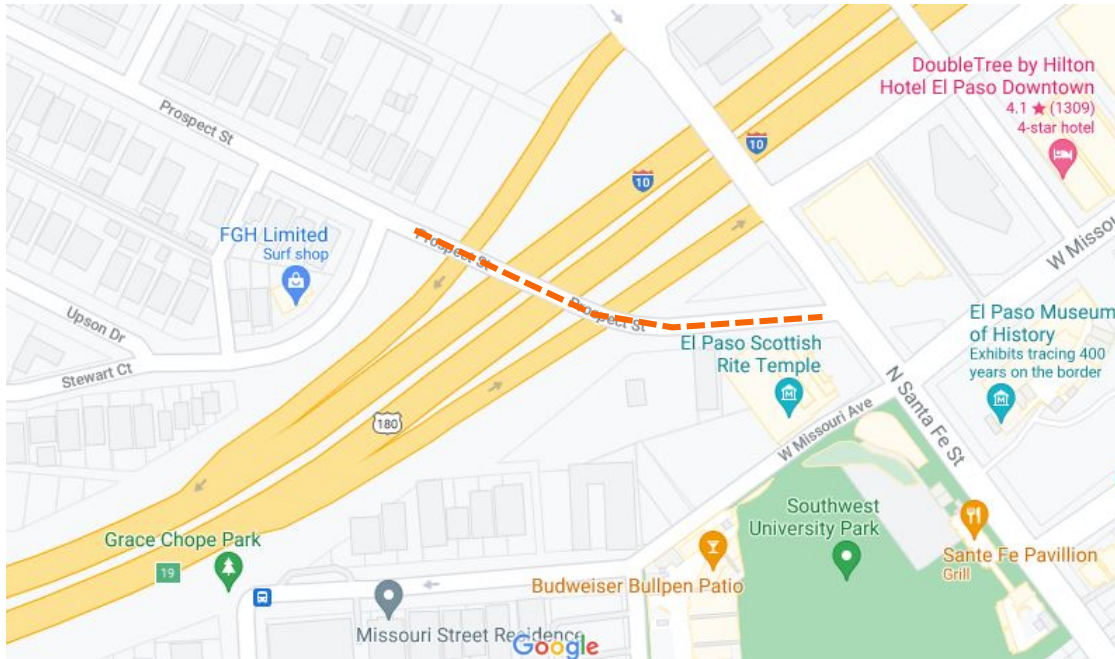 DoubleTree by Hilton
Hotel El Paso Downtown
4.1 ★ (1309)
4-star hotel
Prospect St
10
10
W Missou
FGH Limited
Surf shop
Prospect St
Prospect St
Upson Dr
Stewart Ct
El Paso Scottish
Rite Temple
El Paso Museum
of History
Exhibits tracing 400
years on the border
N Santa Fe St
W Missouri Ave
180
Southwest
University Park
Grace Chope Park
19
Sante Fe Pavillion
Grill
Budweiser Bullpen Patio
Missouri Street Residence
Google